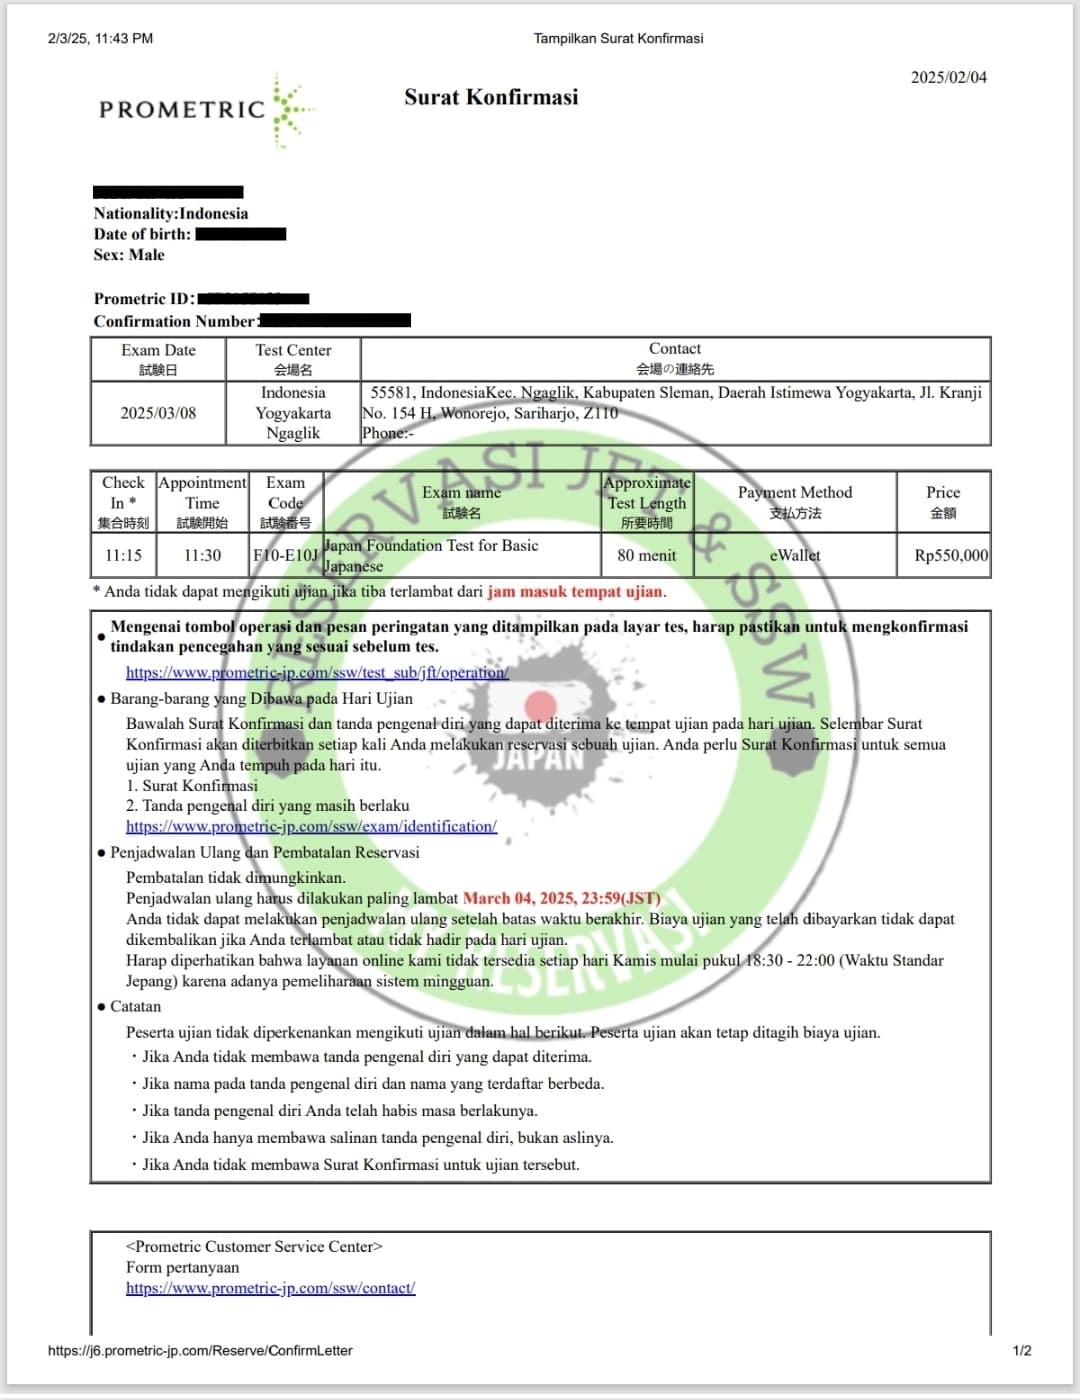 2/3/25, 11:43 PM
Tampilkan Surat Konfirmasi
2025/02/04
PROMETRIC
Surat Konfirmasi
Nationality:Indonesia
Date of birth:
Sex: Male
Prometric ID:
Confirmation Number:
Exam Date
試験日
Test Center
会場名
Contact
会場の連絡先
2025/03/08
Indonesia
Yogyakarta
Ngaglik
55581, IndonesiaKec. Ngaglik, Kabupaten Sleman, Daerah Istimewa Yogyakarta, Jl. Kranji
No. 154 H, Wonorejo, Sariharjo, Z110
Phone:-
Check
In *
集合時刻
Appointment
Time
試験開始
Exam
Code
試験番号
Exam name
試験名
Approximate
Test Length
所要時間
Payment Method
支払方法
Price
金額
11:15
11:30
F10-E10J
Japan Foundation Test for Basic
Japanese
80 menit
eWallet
Rp550,000
* Anda tidak dapat mengikuti ujian jika tiba terlambat dari jam masuk tempat ujian.
● Mengenai tombol operasi dan pesan peringatan yang ditampilkan pada layar tes, harap pastikan untuk mengkonfirmasi
tindakan pencegahan yang sesuai sebelum tes.
https://www.prometric-jp.com/ssw/test_sub/jft/operation/
● Barang-barang yang Dibawa pada Hari Ujian
Bawalah Surat Konfirmasi dan tanda pengenal diri yang dapat diterima ke tempat ujian pada hari ujian. Selembar Surat
Konfirmasi akan diterbitkan setiap kali Anda melakukan reservasi sebuah ujian. Anda perlu Surat Konfirmasi untuk semua
ujian yang Anda tempuh pada hari itu.
1. Surat Konfirmasi
2. Tanda pengenal diri yang masih berlaku
https://www.prometric-jp.com/ssw/exam/identification/
● Penjadwalan Ulang dan Pembatalan Reservasi
Pembatalan tidak dimungkinkan.
Penjadwalan ulang harus dilakukan paling lambat March 04, 2025, 23:59(JST)
Anda tidak dapat melakukan penjadwalan ulang setelah batas waktu berakhir. Biaya ujian yang telah dibayarkan tidak dapat
dikembalikan jika Anda terlambat atau tidak hadir pada hari ujian.
Harap diperhatikan bahwa layanan online kami tidak tersedia setiap hari Kamis mulai pukul 18:30 - 22:00 (Waktu Standar
Jepang) karena adanya pemeliharaan sistem mingguan.
● Catatan
Peserta ujian tidak diperkenankan mengikuti ujian dalam hal berikut. Peserta ujian akan tetap ditagih biaya ujian.
・Jika Anda tidak membawa tanda pengenal diri yang dapat diterima.
・Jika nama pada tanda pengenal diri dan nama yang terdaftar berbeda.
・Jika tanda pengenal diri Anda telah habis masa berlakunya.
・Jika Anda hanya membawa salinan tanda pengenal diri, bukan aslinya.
・Jika Anda tidak membawa Surat Konfirmasi untuk ujian tersebut.
RESERVASI JFT & SSW
JAPAN
MY RESERVASI
<Prometric Customer Service Center>
Form pertanyaan
https://www.prometric-jp.com/ssw/contact/
https://j6.prometric-jp.com/Reserve/ConfirmLetter
1/2